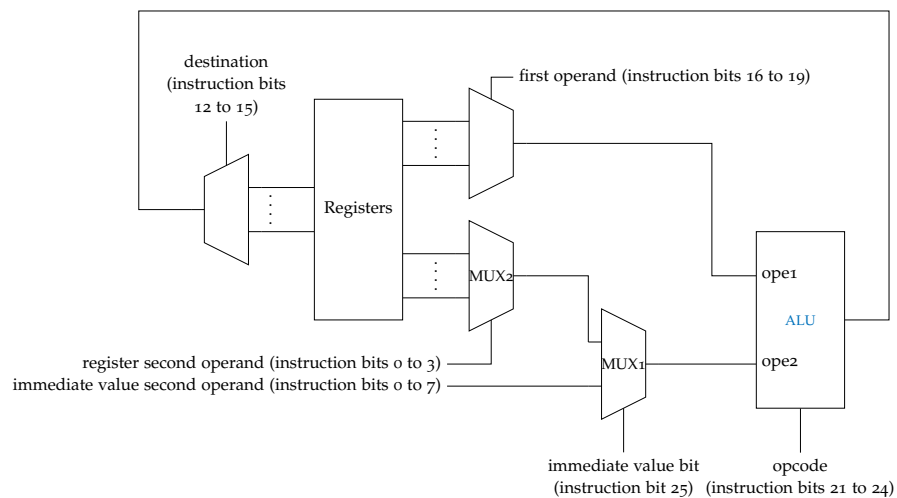 destination
(instruction bits
12 to 15)
first operand (instruction bits 16 to 19)
Registers
MUX2
ope1
ALU
ope2
MUX1
register second operand (instruction bits 0 to 3)
immediate value second operand (instruction bits 0 to 7)
immediate value bit
(instruction bit 25)
opcode
(instruction bits 21 to 24)